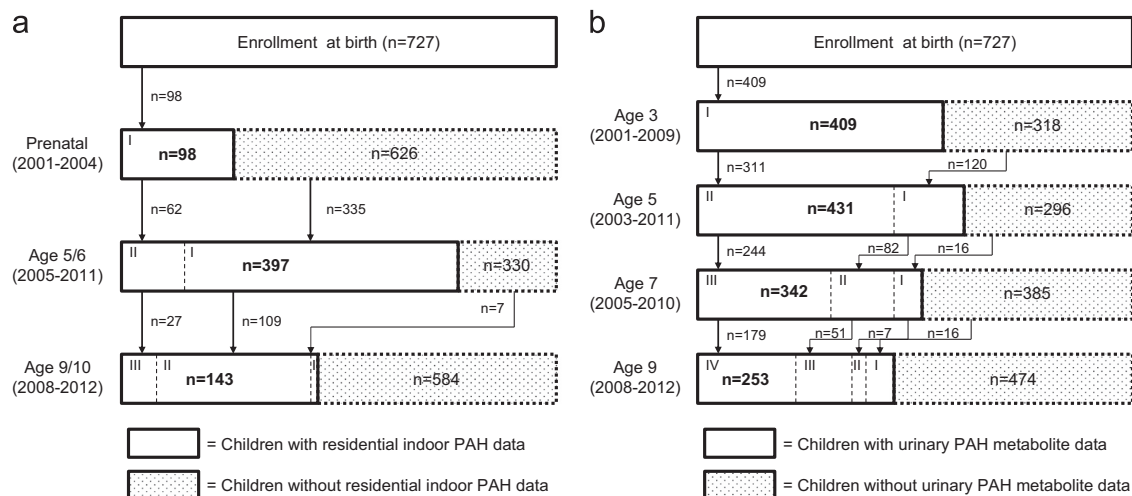 a
Enrollment at birth (n=727)
n=98
Prenatal
(2001-2004)
I
n=98
n=626
n=62
n=335
Age 5/6
(2005-2011)
II
I
n=397
n=330
n=27
n=109
n=7
Age 9/10
(2008-2012)
III
II
n=143
I
n=584
= Children with residential indoor PAH data
= Children without residential indoor PAH data
b
Enrollment at birth (n=727)
n=409
Age 3
(2001-2009)
I
n=409
n=318
n=311
n=120
Age 5
(2003-2011)
II
n=431
I
n=296
n=244
n=82
n=16
Age 7
(2005-2010)
III
n=342
II
I
n=385
n=179
n=51
n=7
n=16
Age 9
(2008-2012)
IV
n=253
III
II
I
n=474
= Children with urinary PAH metabolite data
= Children without urinary PAH metabolite data